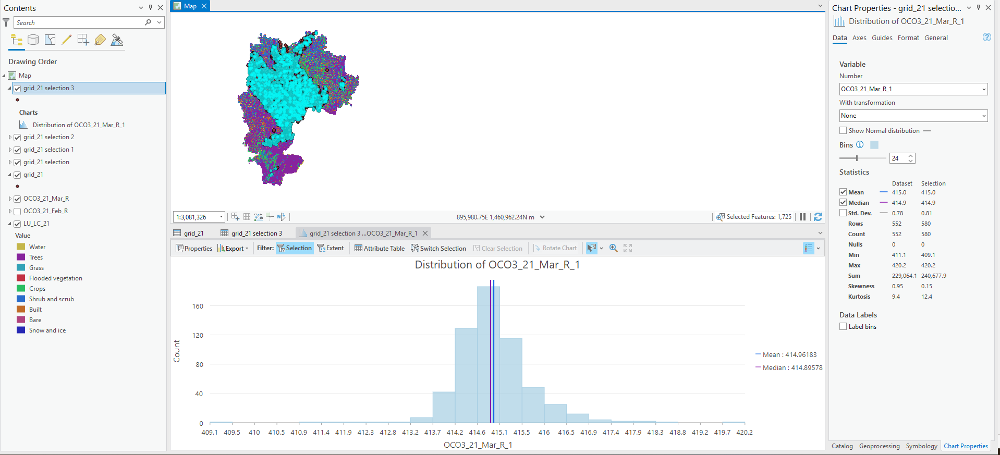 Contents
Search
Drawing Order
Map
grid_21 selection 3
Charts
Distribution of OCO3_21_Mar_R_1
grid_21 selection 2
grid_21 selection 1
grid_21 selection
grid_21
OCO3_21_Mar_R
OCO3_21_Feb_R
LU_LC_21
Value
Water
Trees
Grass
Flooded vegetation
Crops
Shrub and scrub
Built
Bare
Snow and ice
Map
1:3,081,326
895,980.75E 1,460,962.24N m
Selected Features: 1,725
grid_21
grid_21 selection 3
grid_21 selection 3 ...OCO3_21_Mar_R_1
Properties
Export
Filter:
Selection
Extent
Attribute Table
Switch Selection
Clear Selection
Rotate Chart
Distribution of OCO3_21_Mar_R_1
Count
160
120
80
40
0
409.1 409.5 410 410.5 410.9 411.4 411.9 412.3 412.8 413.2 413.7 414.2 414.6 415.1 415.5 416 416.5 416.9 417.4 417.9 418.3 418.8 419.2 419.7 420.2
OCO3_21_Mar_R_1
Mean : 414.96183
Median : 414.89578
Chart Properties - grid_21 selectio...
Distribution of OCO3_21_Mar_R_1
Data Axes Guides Format General
Variable
Number
OCO3_21_Mar_R_1
With transformation
None
Show Normal distribution
Bins
24
Statistics
Dataset Selection
Mean 415.0 415.0
Median 414.9 414.9
Std. Dev. 0.78 0.81
Rows 552 580
Count 552 580
Nulls 0 0
Min 411.1 409.1
Max 420.2 420.2
Sum 229,064.1 240,677.9
Skewness 0.95 0.15
Kurtosis 9.4 12.4
Data Labels
Label bins
Catalog Geoprocessing Symbology Chart Properties